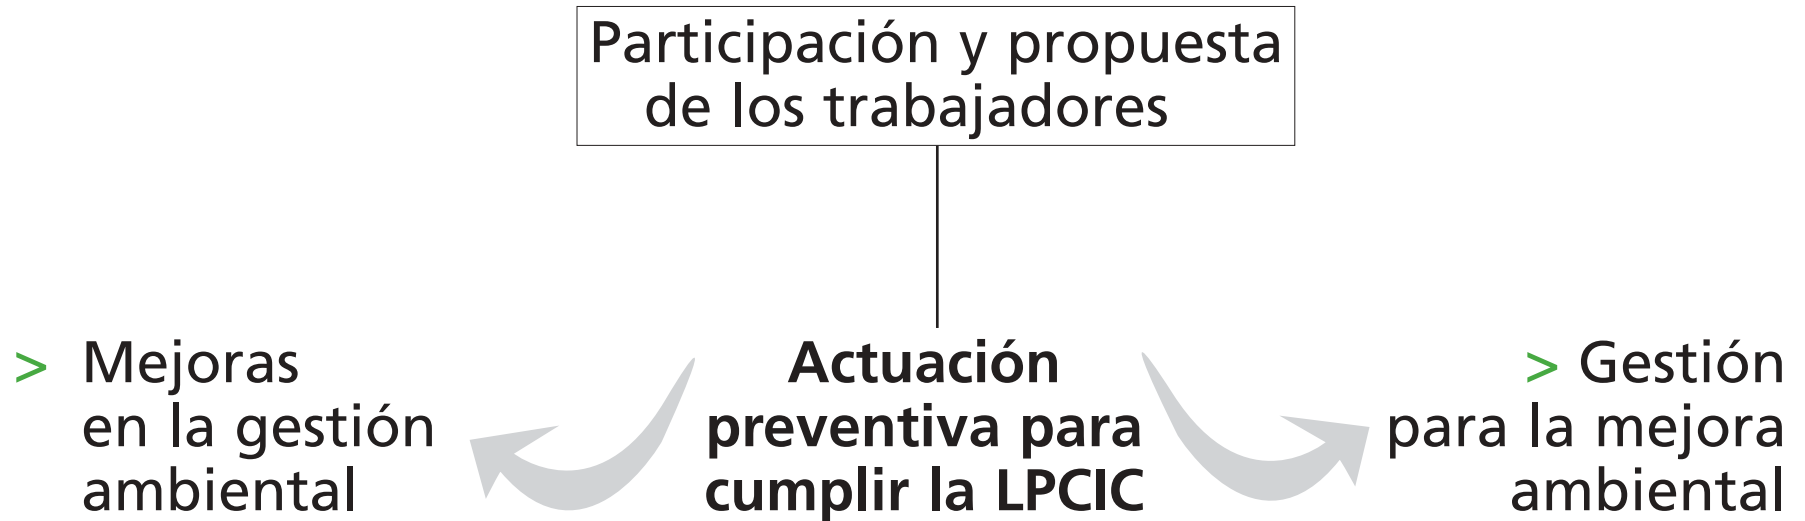 Participación y propuesta
de los trabajadores
> Mejoras
en la gestión
ambiental
Actuación
preventiva para
cumplir la LPCIC
> Gestión
para la mejora
ambiental